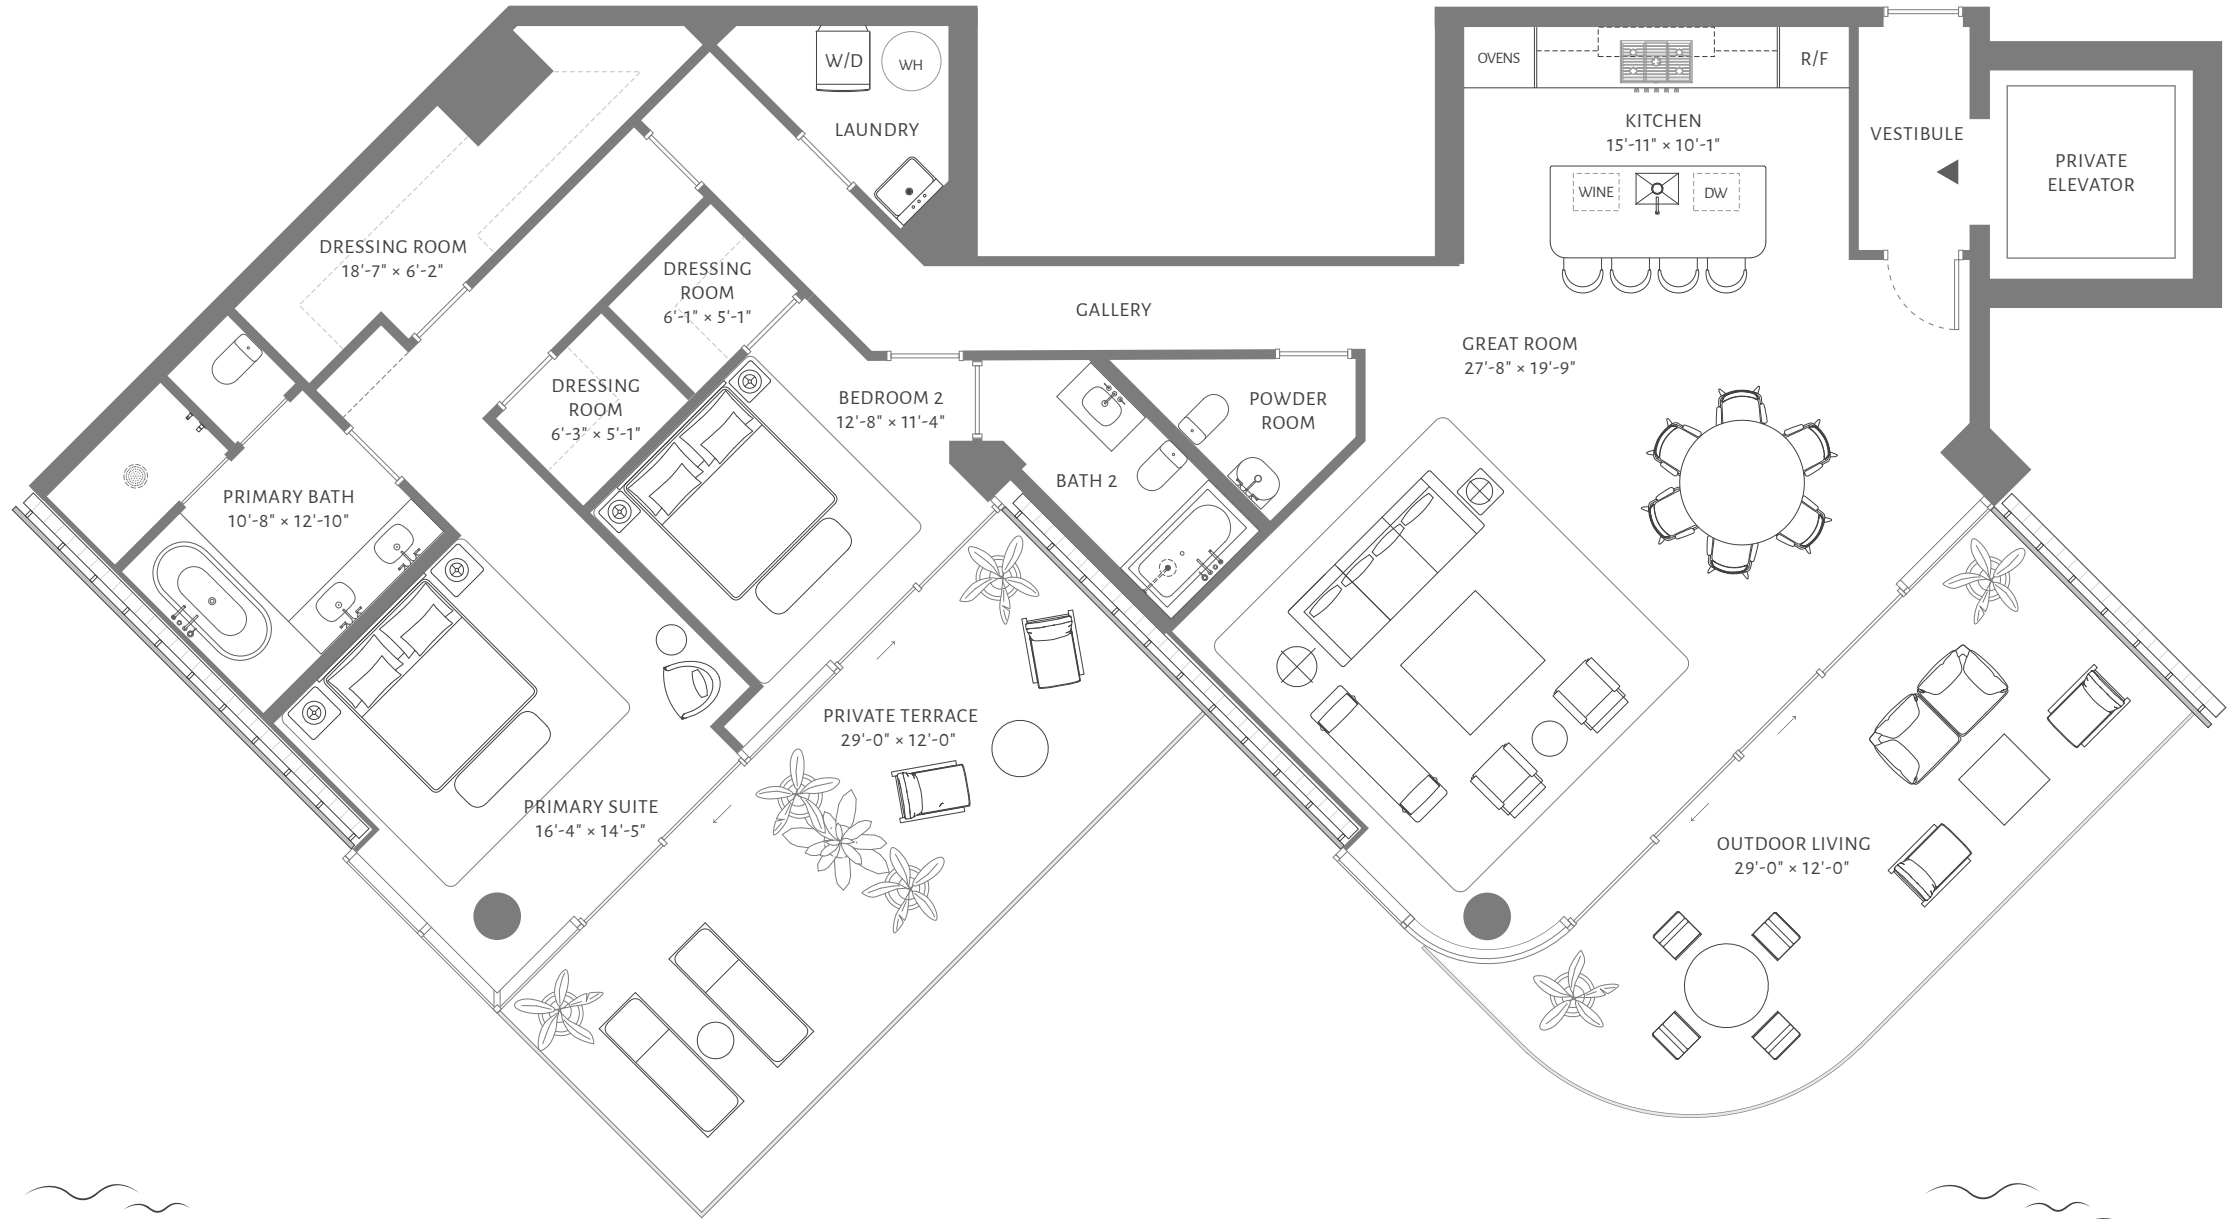 W/D
WH
LAUNDRY
OVENS
R/F
KITCHEN
15'-11" × 10'-1"
WINE
DW
VESTIBULE
PRIVATE
ELEVATOR
DRESSING ROOM
18'-7" × 6'-2"
DRESSING
ROOM
6'-1" × 5'-1"
GALLERY
GREAT ROOM
27'-8" × 19'-9"
DRESSING
ROOM
6'-3" × 5'-1"
BEDROOM 2
12'-8" × 11'-4"
POWDER
ROOM
BATH 2
PRIMARY BATH
10'-8" × 12'-10"
PRIVATE TERRACE
29'-0" × 12'-0"
PRIMARY SUITE
16'-4" × 14'-5"
OUTDOOR LIVING
29'-0" × 12'-0"